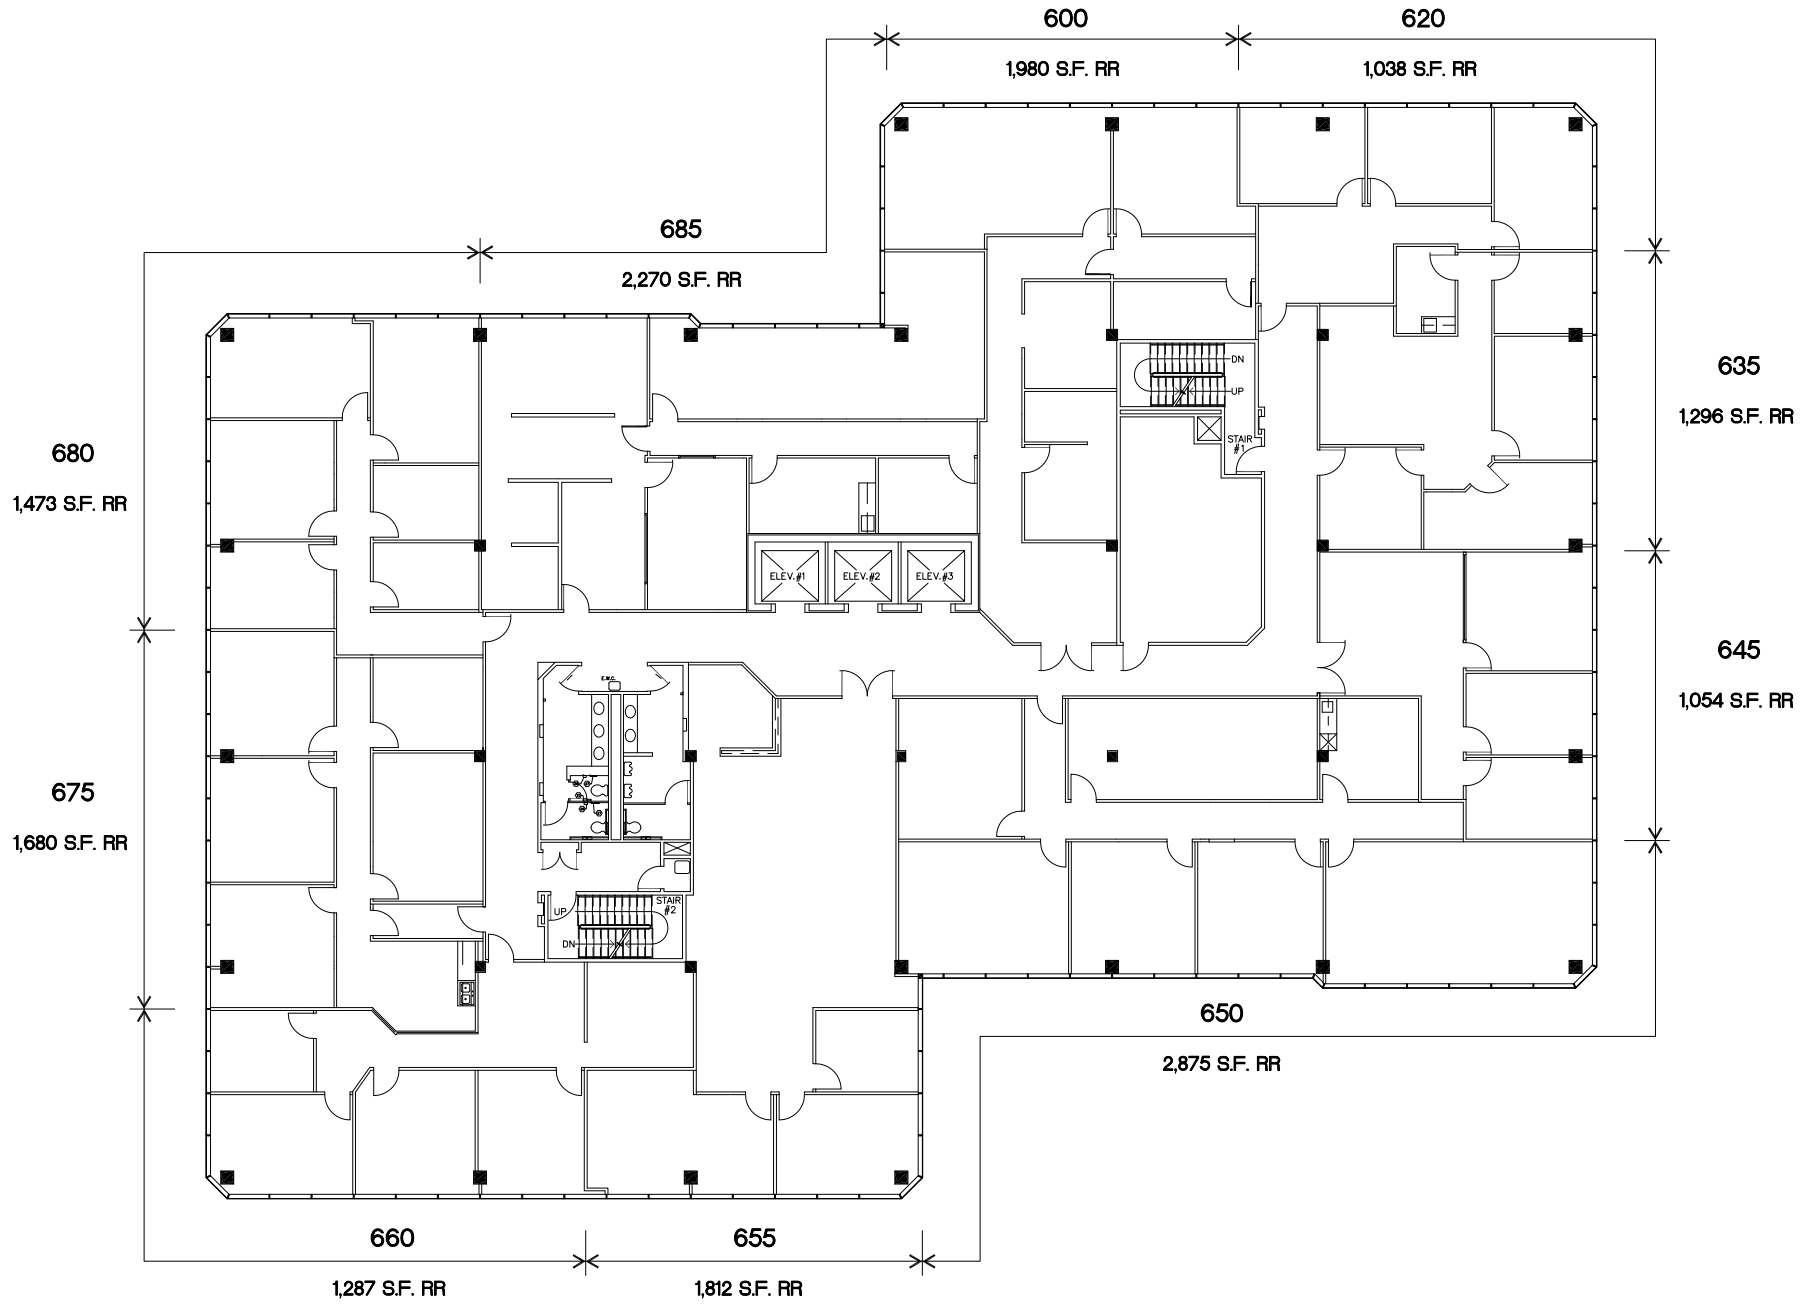 600
620
1,980 S.F. RR
1,038 S.F. RR
685
2,270 S.F. RR
DN
UP
635
1,296 S.F. RR
STAIR
#1
680
1,473 S.F. RR
ELEV.#1
ELEV.#2
ELEV.#3
645
1,054 S.F. RR
E.W.C.
675
1,680 S.F. RR
UP
STAIR
#2
DN
650
2,875 S.F. RR
660
655
1,287 S.F. RR
1,812 S.F. RR